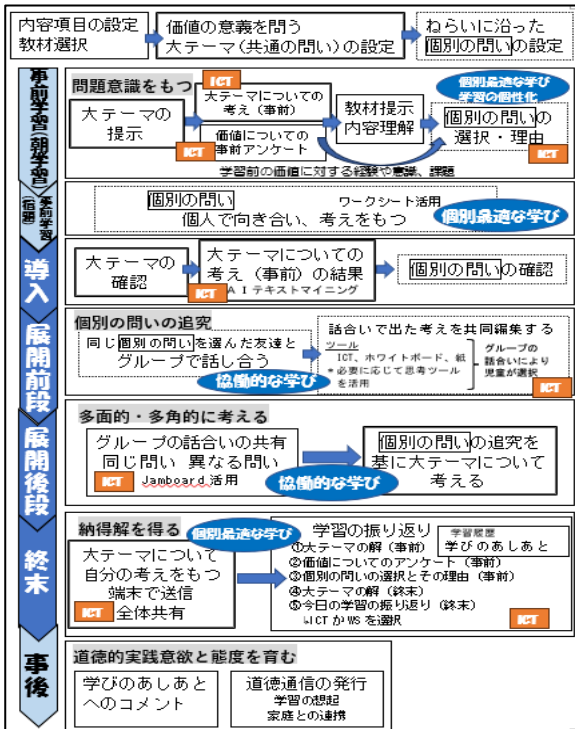 内容項目の設定
教材選択
価値の意義を問う
大テーマ(共通の問い)の設定
ねらいに沿った
個別の問いの設定
事前学習(朝学習)
問題意識をもつ
ICT
大テーマの
提示
大テーマについての
考え(事前)
価値についての
事前アンケート
ICT
教材提示
内容理解
個別最適な学び
学習の個性化
個別の問いの
選択・理由
ICT
学習前の価値に対する経験や意識、課題
事前学習
(宿題)
個別の問い
ワークシート活用
個人で向き合い、考えをもつ
個別最適な学び
導入
大テーマの
確認
大テーマについての
考え(事前)の結果
ICT
AIテキストマイニング
個別の問いの確認
展開前段
個別の問いの追究
同じ個別の問いを選んだ友達と
グループで話し合う
協働的な学び
話合いで出た考えを共同編集する
ツール
ICT、ホワイトボード、紙
*必要に応じて思考ツール
を活用
グループの
話合いにより
児童が選択
ICT
展開後段
多面的・多角的に考える
グループの話合いの共有
同じ問い 異なる問い
ICT
Jamboard活用
協働的な学び
個別の問いの追究を
基に大テーマについて
考える
終末
納得解を得る
個別最適な学び
大テーマについて
自分の考えをもつ
端末で送信
ICT
全体共有
学習の振り返り
学習履歴
学びのあしあと
①大テーマの解(事前)
②価値についてのアンケート(事前)
③個別の問いの選択とその理由(事前)
④大テーマの解(終末)
⑤今日の学習の振り返り(終末)
↳ICTかWSを選択
ICT
事後
道徳的実践意欲と態度を育む
学びのあしあと
へのコメント
道徳通信の発行
学習の想起
家庭との連携